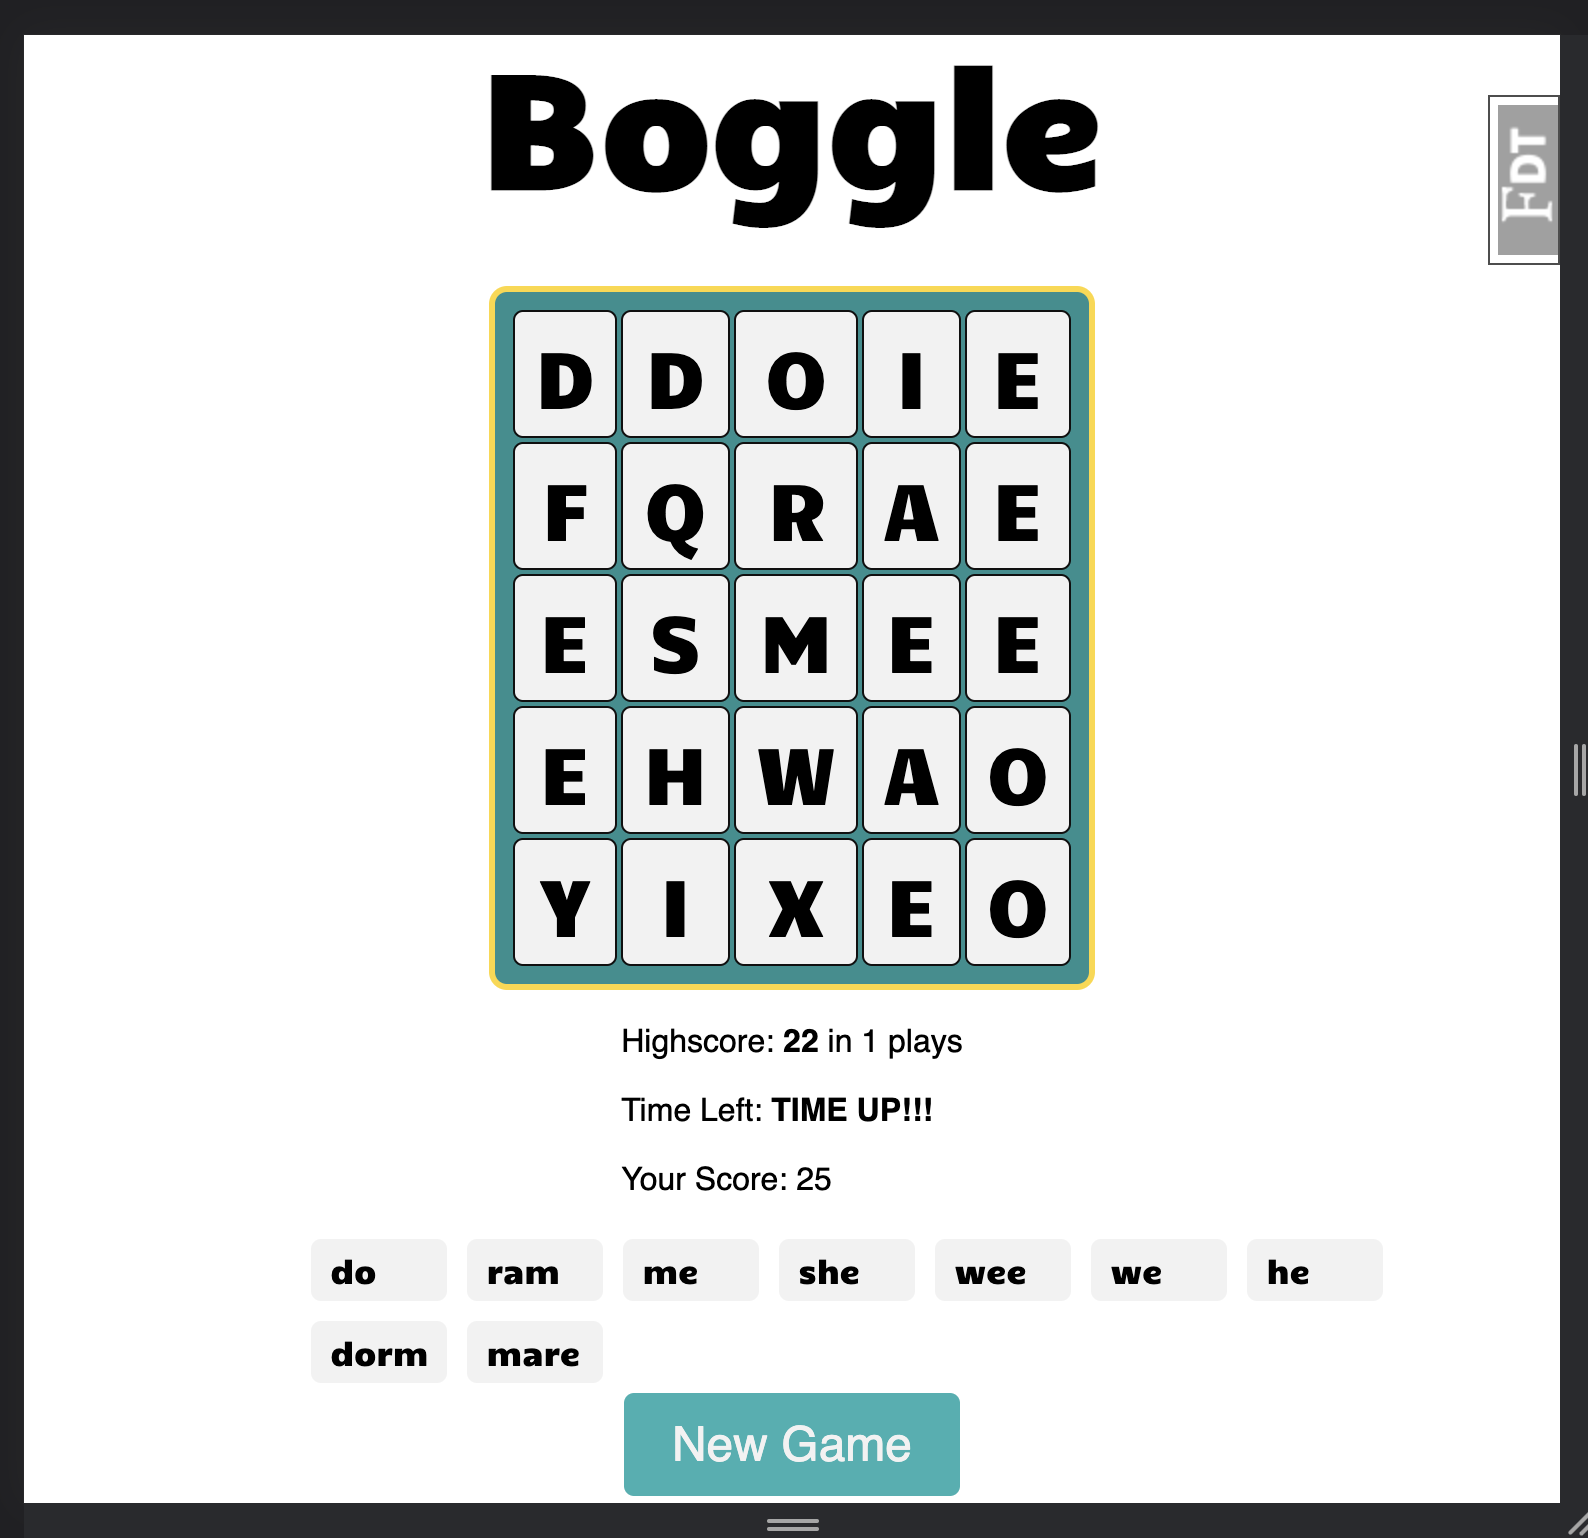 Boggle
FDT
D D O I E
F Q R A E
E S M E E
E H W A O
Y I X E O
Highscore: 22 in 1 plays
Time Left: TIME UP!!!
Your Score: 25
do ram me she wee we he
dorm mare
New Game